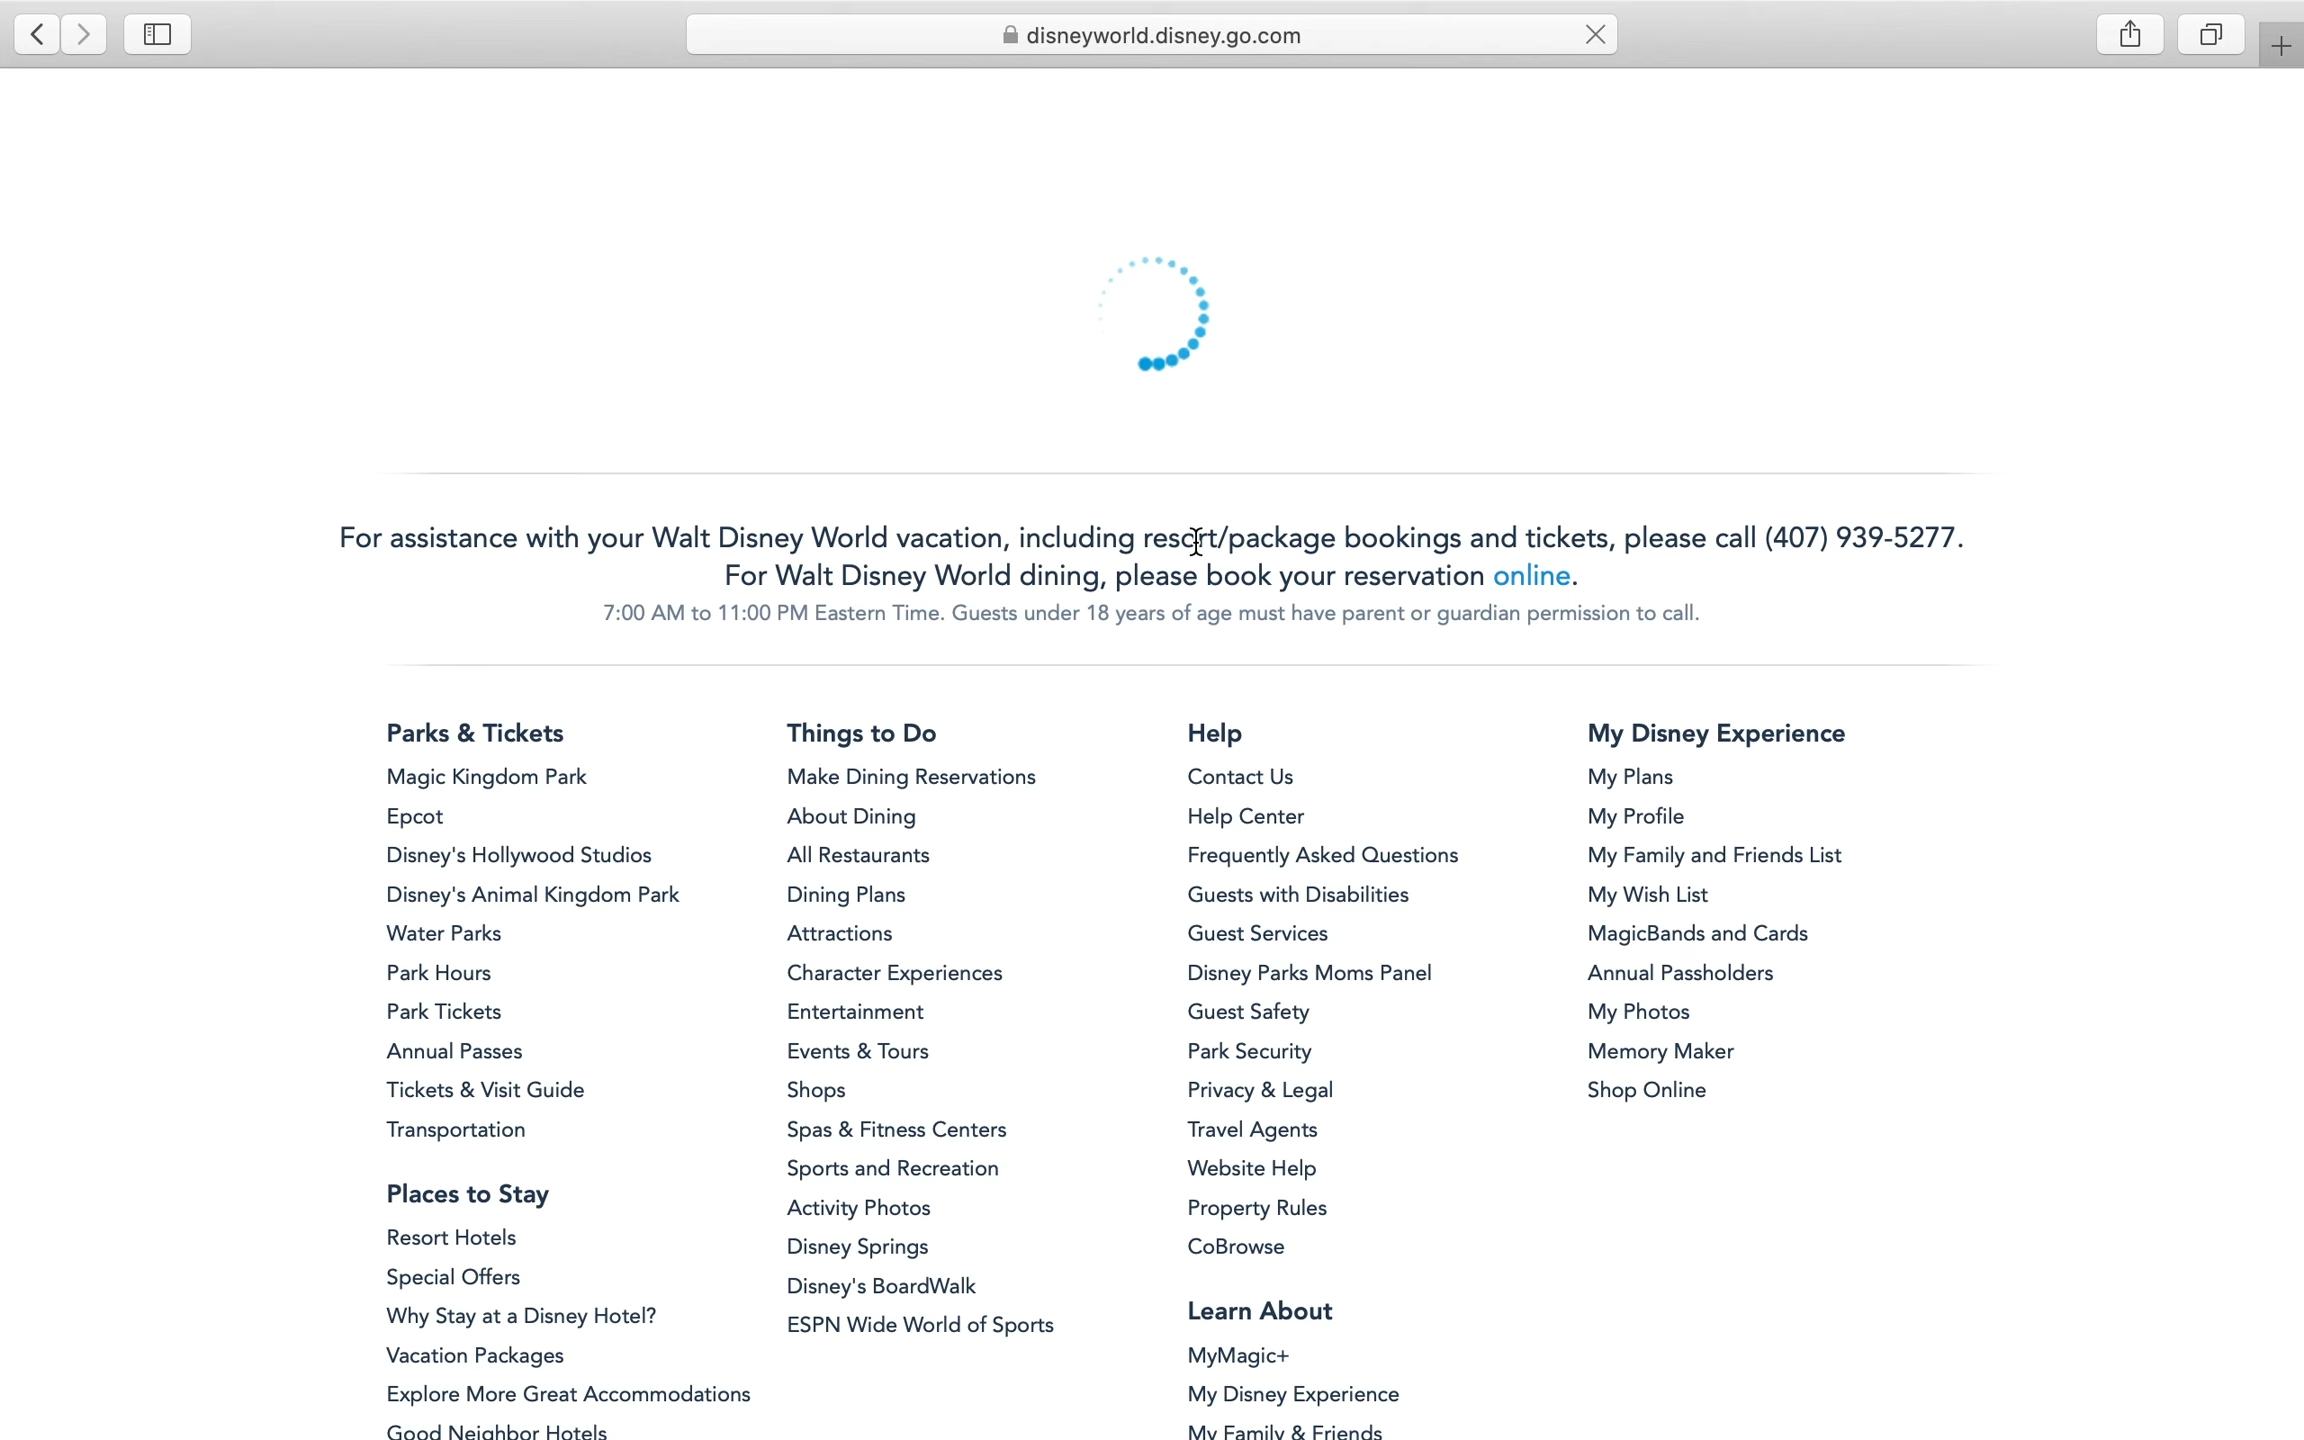 disneyworld.disney.go.com
For assistance with your Walt Disney World vacation, including resort/package bookings and tickets, please call (407) 939-5277.
For Walt Disney World dining, please book your reservation online.
7:00 AM to 11:00 PM Eastern Time. Guests under 18 years of age must have parent or guardian permission to call.
Parks & Tickets
Magic Kingdom Park
Epcot
Disney's Hollywood Studios
Disney's Animal Kingdom Park
Water Parks
Park Hours
Park Tickets
Annual Passes
Tickets & Visit Guide
Transportation
Places to Stay
Resort Hotels
Special Offers
Why Stay at a Disney Hotel?
Vacation Packages
Explore More Great Accommodations
Good Neighbor Hotels
Things to Do
Make Dining Reservations
About Dining
All Restaurants
Dining Plans
Attractions
Character Experiences
Entertainment
Events & Tours
Shops
Spas & Fitness Centers
Sports and Recreation
Activity Photos
Disney Springs
Disney's BoardWalk
ESPN Wide World of Sports
Help
Contact Us
Help Center
Frequently Asked Questions
Guests with Disabilities
Guest Services
Disney Parks Moms Panel
Guest Safety
Park Security
Privacy & Legal
Travel Agents
Website Help
Property Rules
CoBrowse
Learn About
MyMagic+
My Disney Experience
My Family & Friends
My Disney Experience
My Plans
My Profile
My Family and Friends List
My Wish List
MagicBands and Cards
Annual Passholders
My Photos
Memory Maker
Shop Online